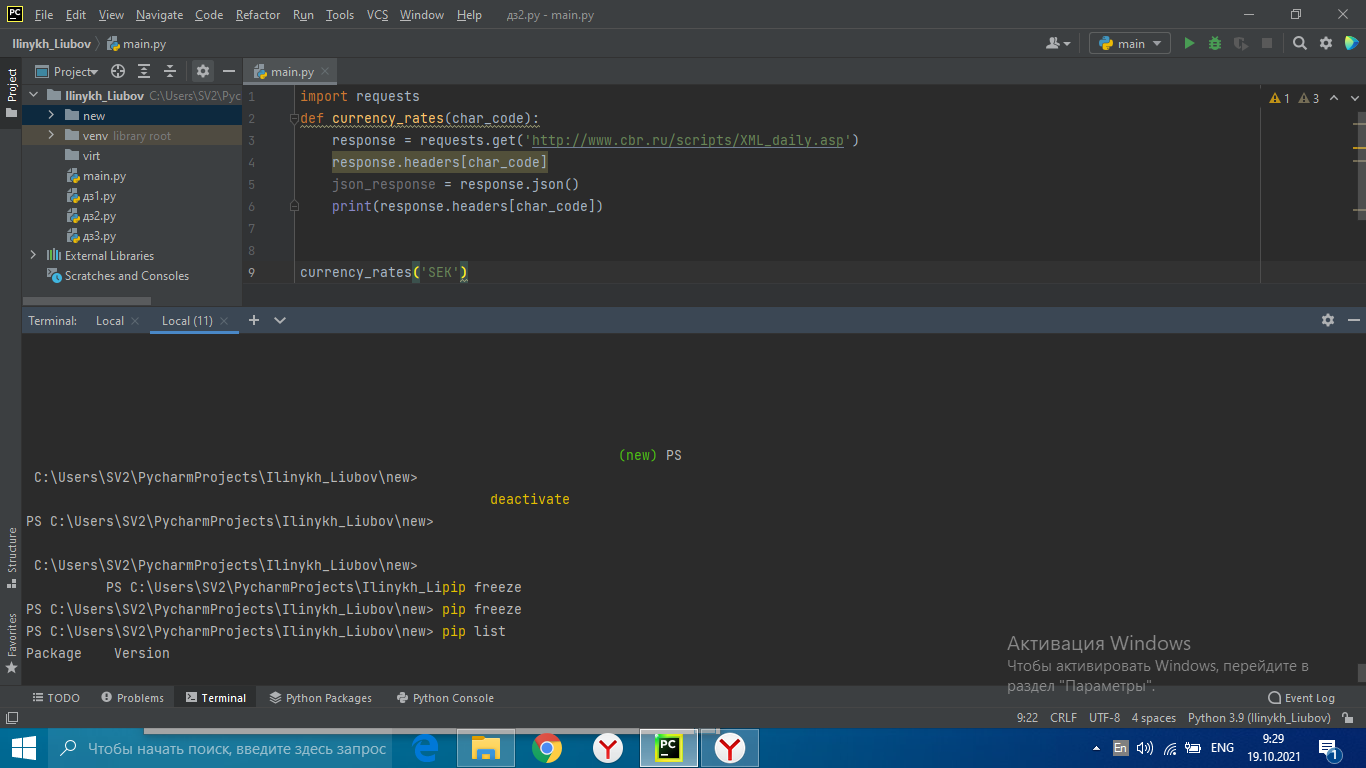 PC File Edit View Navigate Code Refactor Run Tools VCS Window Help дз2.py - main.py
Ilinykh_Liubov main.py main
Project Project main.py
Ilinykh_Liubov C:\Users\SV2\Pyc
new
venv library root
virt
main.py
дз1.py
дз2.py
дз3.py
External Libraries
Scratches and Consoles
1 import requests 1 3
2 def currency_rates(char_code):
3 response = requests.get('http://www.cbr.ru/scripts/XML_daily.asp')
4 response.headers[char_code]
5 json_response = response.json()
6 print(response.headers[char_code])
7
8
9 currency_rates('SEK')
Terminal: Local Local (11)
(new) PS
C:\Users\SV2\PycharmProjects\Ilinykh_Liubov\new>
deactivate
PS C:\Users\SV2\PycharmProjects\Ilinykh_Liubov\new>
C:\Users\SV2\PycharmProjects\Ilinykh_Liubov\new>
PS C:\Users\SV2\PycharmProjects\Ilinykh_Lipip freeze
PS C:\Users\SV2\PycharmProjects\Ilinykh_Liubov\new> pip freeze
PS C:\Users\SV2\PycharmProjects\Ilinykh_Liubov\new> pip list
Package Version
Structure
Favorites
Активация Windows
Чтобы активировать Windows, перейдите в
раздел "Параметры".
TODO Problems Terminal Python Packages Python Console Event Log
9:22 CRLF UTF-8 4 spaces Python 3.9 (Ilinykh_Liubov)
Чтобы начать поиск, введите здесь запрос PC En ENG 9:29
19.10.2021 1